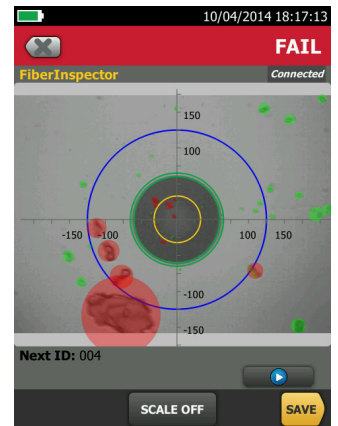 10/04/2014 18:17:13
FAIL
FiberInspector
Connected
150
100
-150
-100
100
150
-100
-150
Next ID: 004
SCALE OFF
SAVE